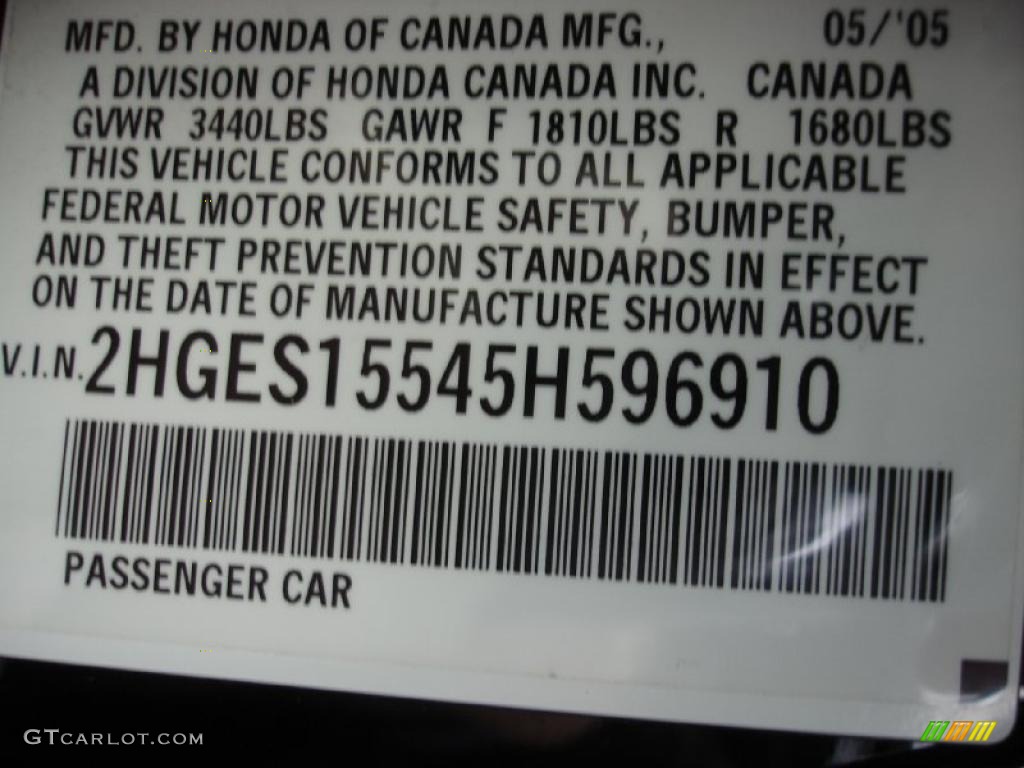 MFD. BY HONDA OF CANADA MFG., 05/'05
A DIVISION OF HONDA CANADA INC. CANADA
GVWR 3440LBS GAWR F 1810LBS R 1680LBS
THIS VEHICLE CONFORMS TO ALL APPLICABLE
FEDERAL MOTOR VEHICLE SAFETY, BUMPER,
AND THEFT PREVENTION STANDARDS IN EFFECT
ON THE DATE OF MANUFACTURE SHOWN ABOVE.
V.I.N. 2HGES15545H596910
PASSENGER CAR
GTCARLOT.COM